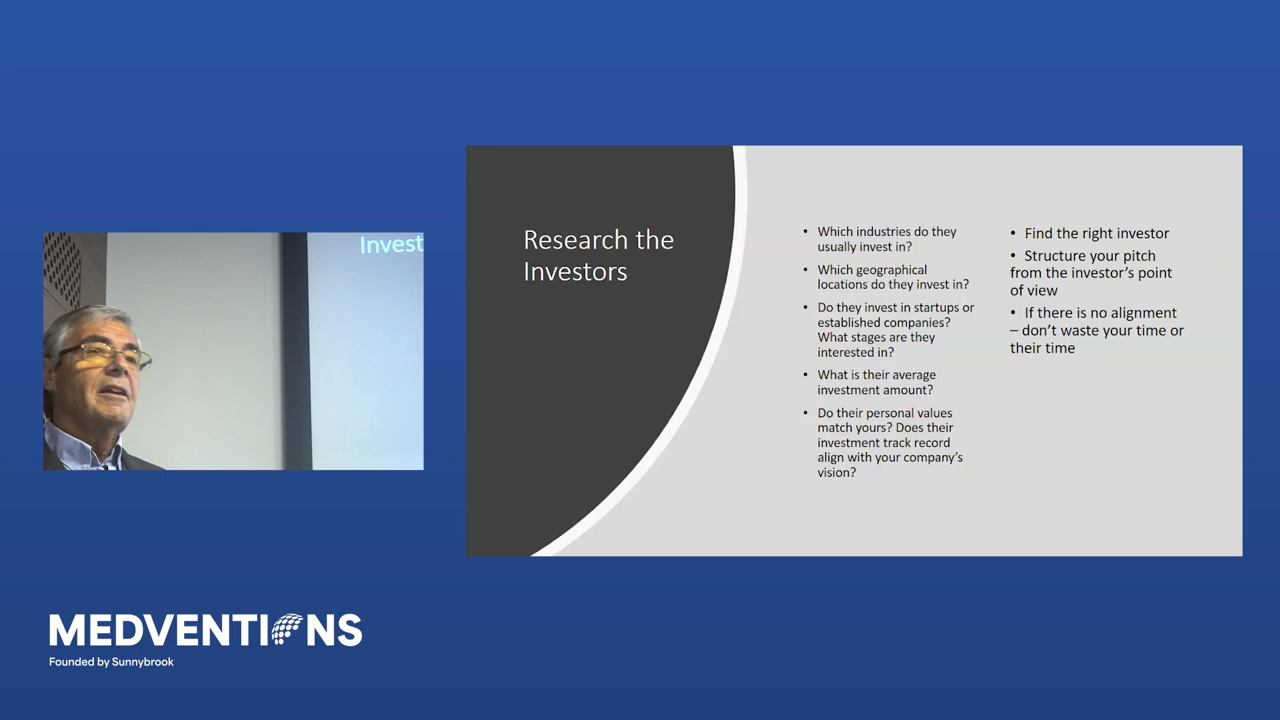 Invest
Research the
Investors
• Which industries do they
usually invest in?
• Which geographical
locations do they invest in?
• Do they invest in startups or
established companies?
What stages are they
interested in?
• What is their average
investment amount?
• Do their personal values
match yours? Does their
investment track record
align with your company’s
vision?
• Find the right investor
• Structure your pitch
from the investor’s point
of view
• If there is no alignment
– don’t waste your time or
their time
MEDVENTIONS
Founded by Sunnybrook